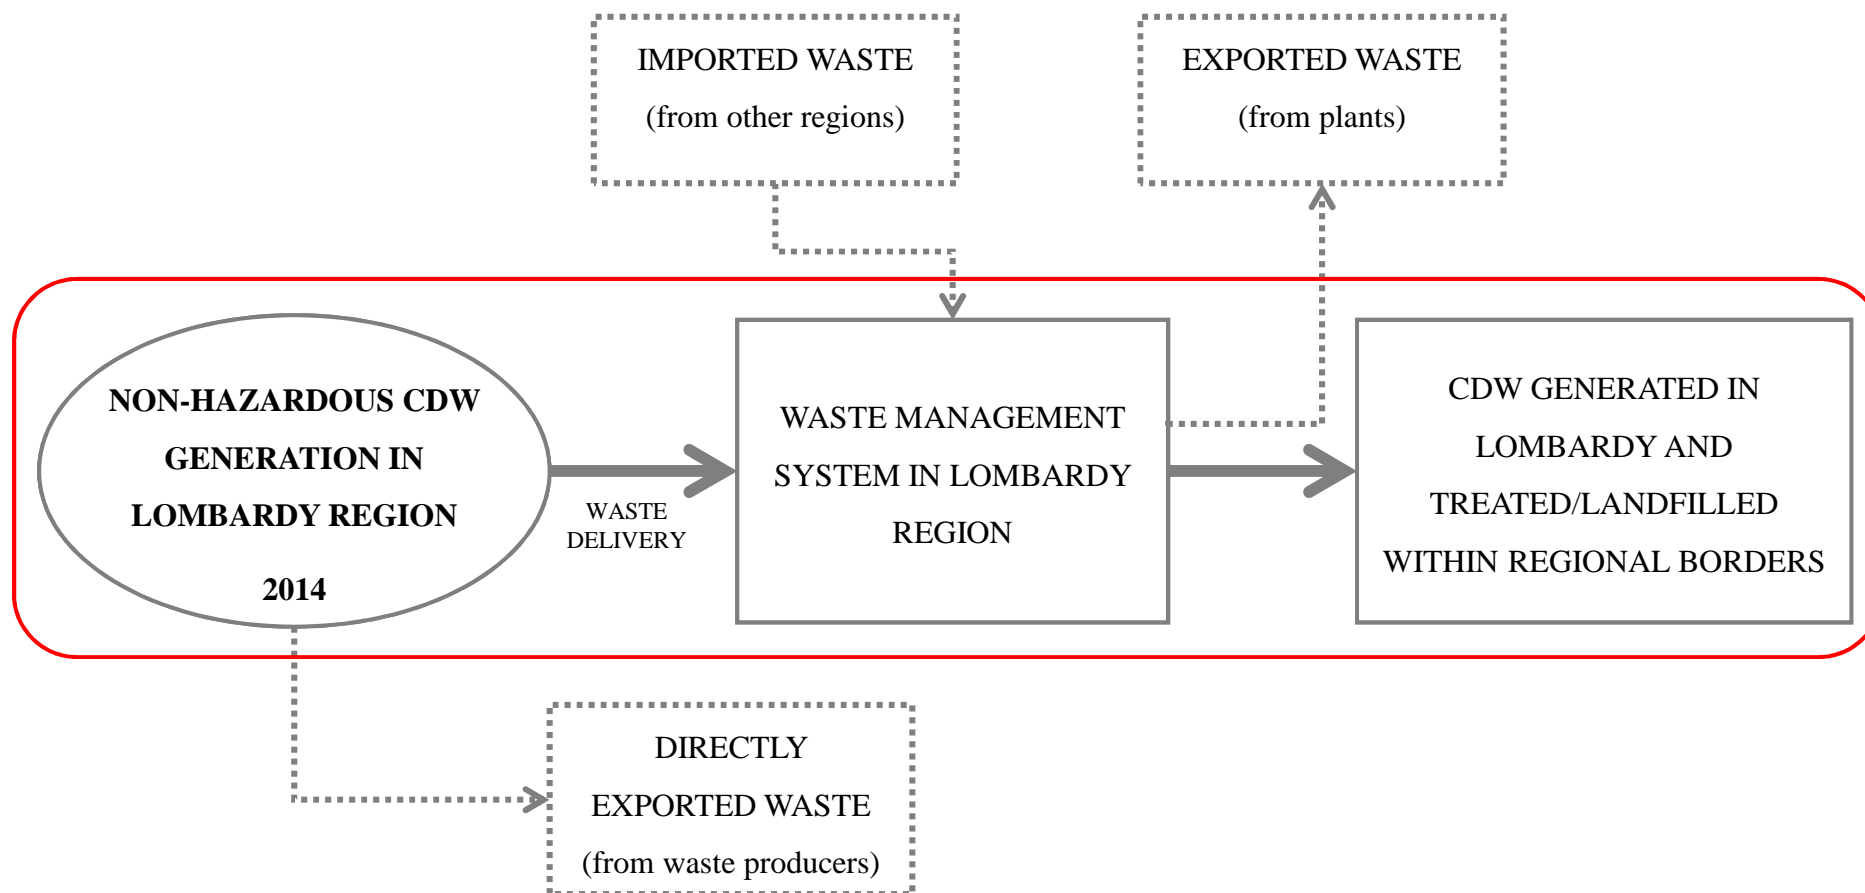 IMPORTED WASTE
(from other regions)
EXPORTED WASTE
(from plants)
NON-HAZARDOUS CDW
GENERATION IN
LOMBARDY REGION
2014
WASTE
DELIVERY
WASTE MANAGEMENT
SYSTEM IN LOMBARDY
REGION
CDW GENERATED IN
LOMBARDY AND
TREATED/LANDFILLED
WITHIN REGIONAL BORDERS
DIRECTLY
EXPORTED WASTE
(from waste producers)